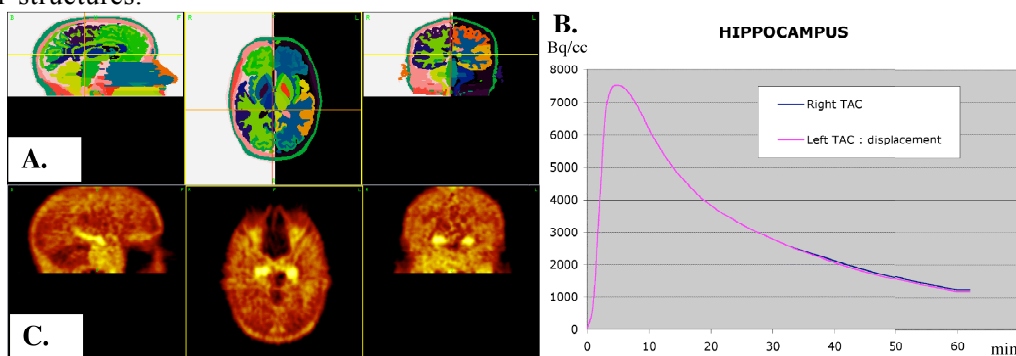 structures.
A.
C.
B.
HIPPOCAMPUS
Bq/cc
8000
7000
6000
5000
4000
3000
2000
1000
0
Right TAC
Left TAC : displacement
0 10 20 30 40 50 60 min